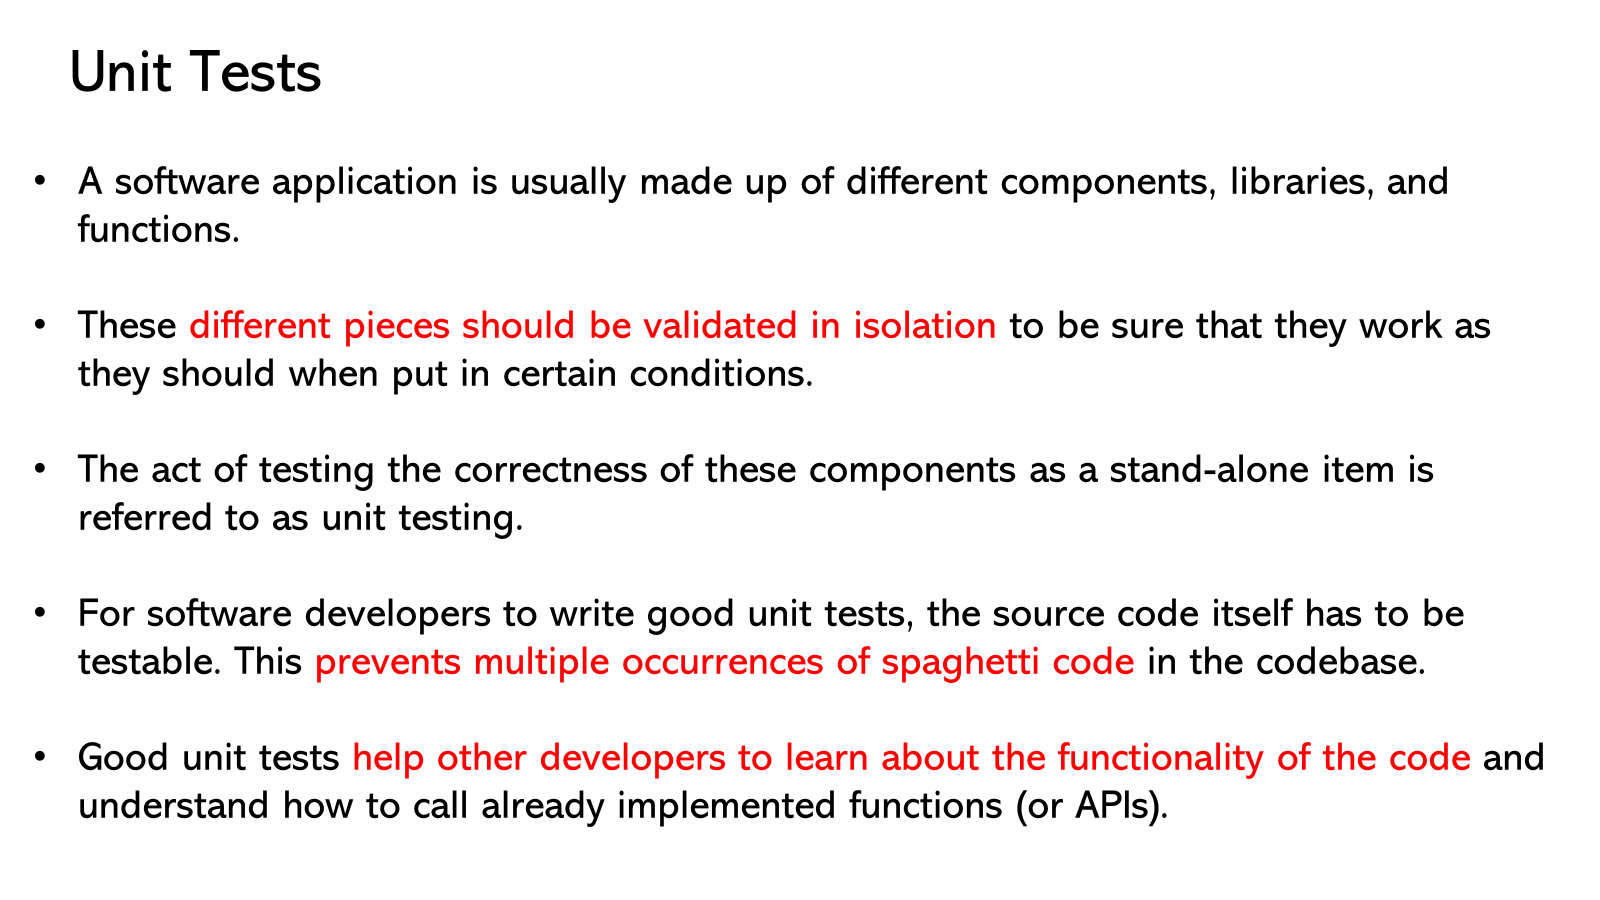 Unit Tests
• A software application is usually made up of different components, libraries, and
functions.
• These different pieces should be validated in isolation to be sure that they work as
they should when put in certain conditions.
• The act of testing the correctness of these components as a stand-alone item is
referred to as unit testing.
• For software developers to write good unit tests, the source code itself has to be
testable. This prevents multiple occurrences of spaghetti code in the codebase.
• Good unit tests help other developers to learn about the functionality of the code and
understand how to call already implemented functions (or APIs).